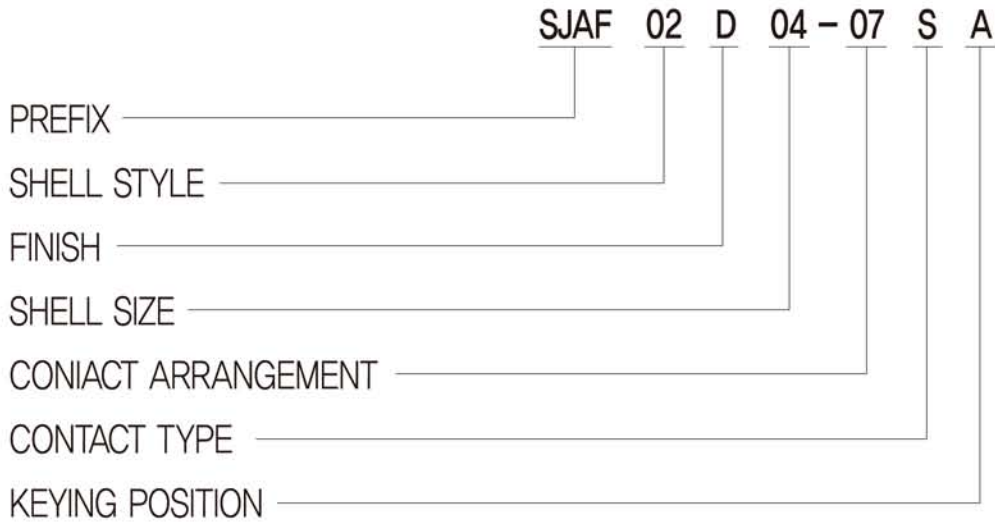 SJAF 02 D 04 - 07 S A
PREFIX
SHELL STYLE
FINISH
SHELL SIZE
CONIACT ARRANGEMENT
CONTACT TYPE
KEYING POSITION